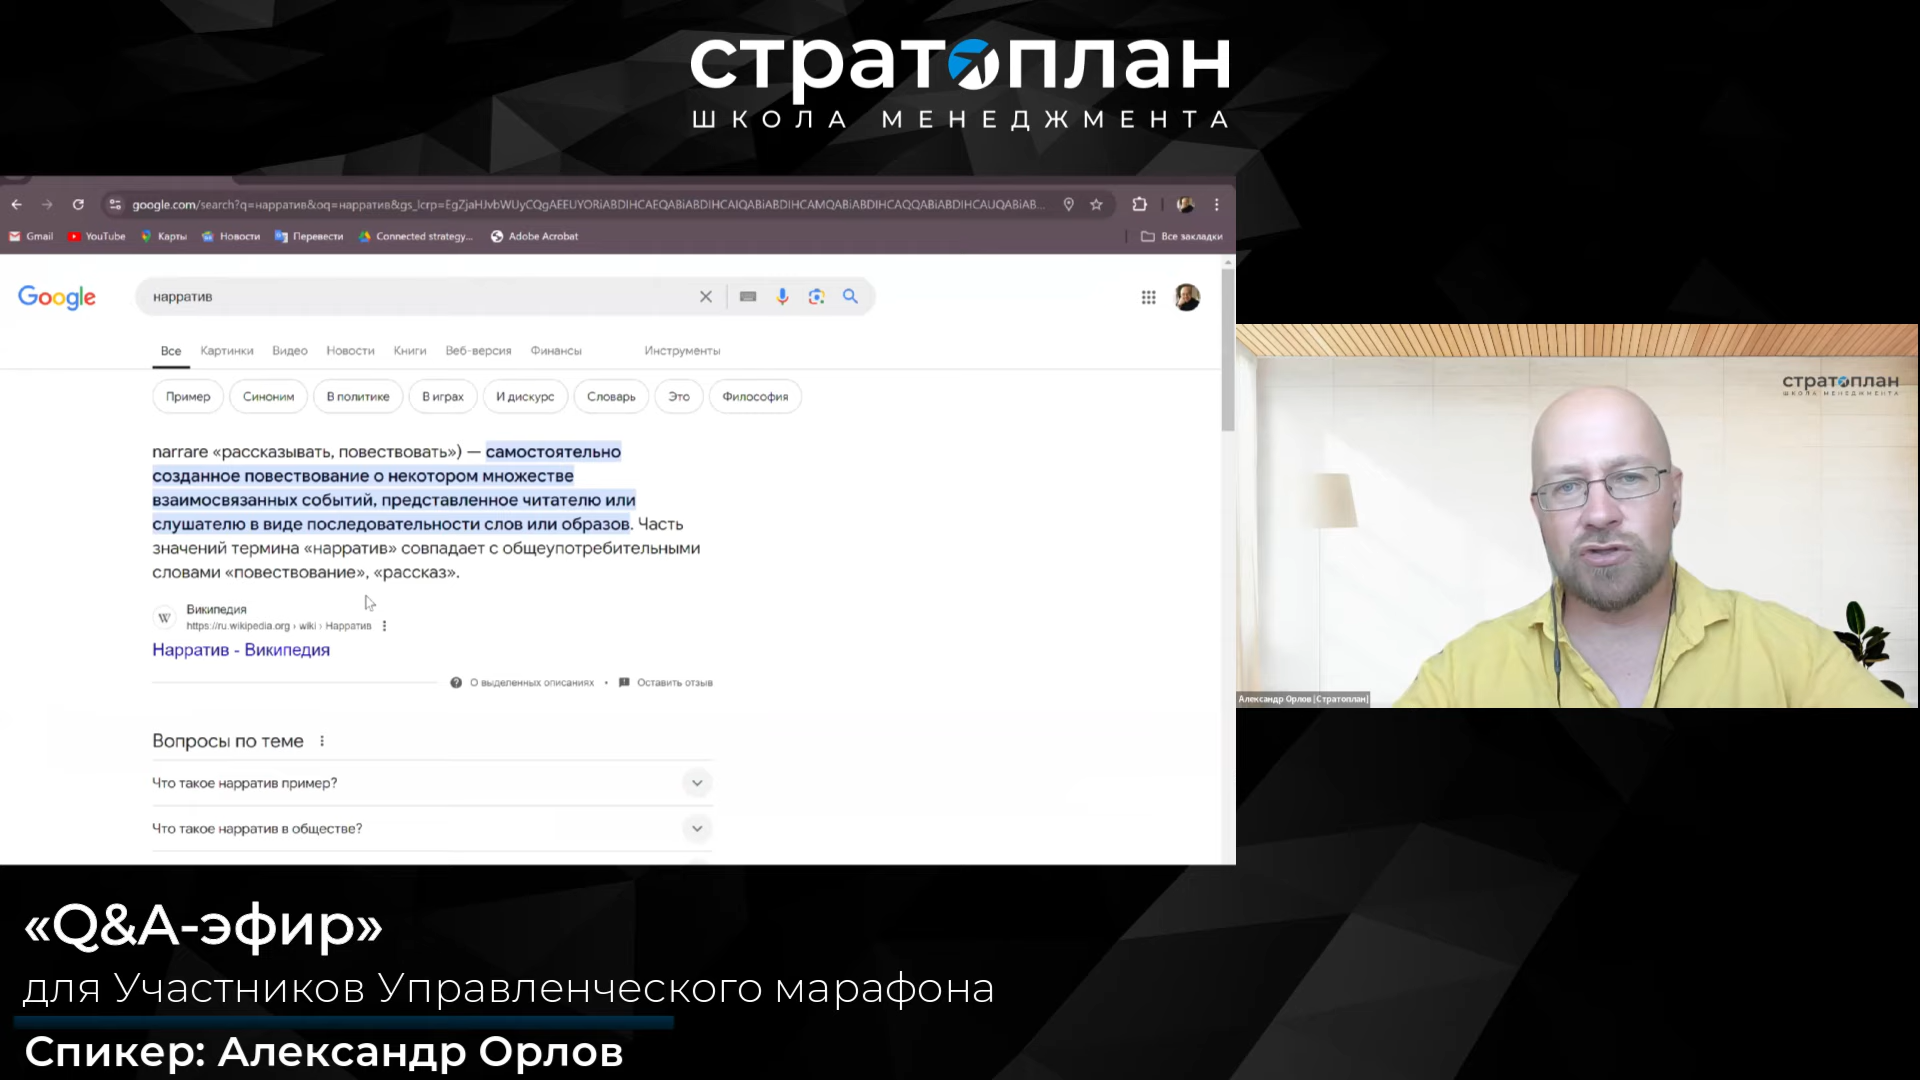 стратоплан
ШКОЛА МЕНЕДЖМЕНТА
google.com/search?q=нарратив&oq=нарратив&gs_lcrp=EgZjaHJvbWUyCQgAEEUYORiABDIHCAEQABiABDIHCAIQABiABDIHCAMQABiABDIHCAQQABiABDIHCAUQABiAB...
Gmail YouTube Карты Новости Перевести Connected strategy... Adobe Acrobat Все закладки
Google нарратив
Все Картинки Видео Новости Книги Веб-версия Финансы Инструменты
Пример Синоним В политике В играх И дискурс Словарь Это Философия
narrare «рассказывать, повествовать») — самостоятельно
созданное повествование о некотором множестве
взаимосвязанных событий, представленное читателю или
слушателю в виде последовательности слов или образов. Часть
значений термина «нарратив» совпадает с общеупотребительными
словами «повествование», «рассказ».
W Википедия
https://ru.wikipedia.org › wiki › Нарратив
Нарратив - Википедия
О выделенных описаниях • Оставить отзыв
Вопросы по теме
Что такое нарратив пример?
Что такое нарратив в обществе?
стратоплан
ШКОЛА МЕНЕДЖМЕНТА
Александр Орлов [Стратоплан]
«Q&A-эфир»
для Участников Управленческого марафона
Спикер: Александр Орлов